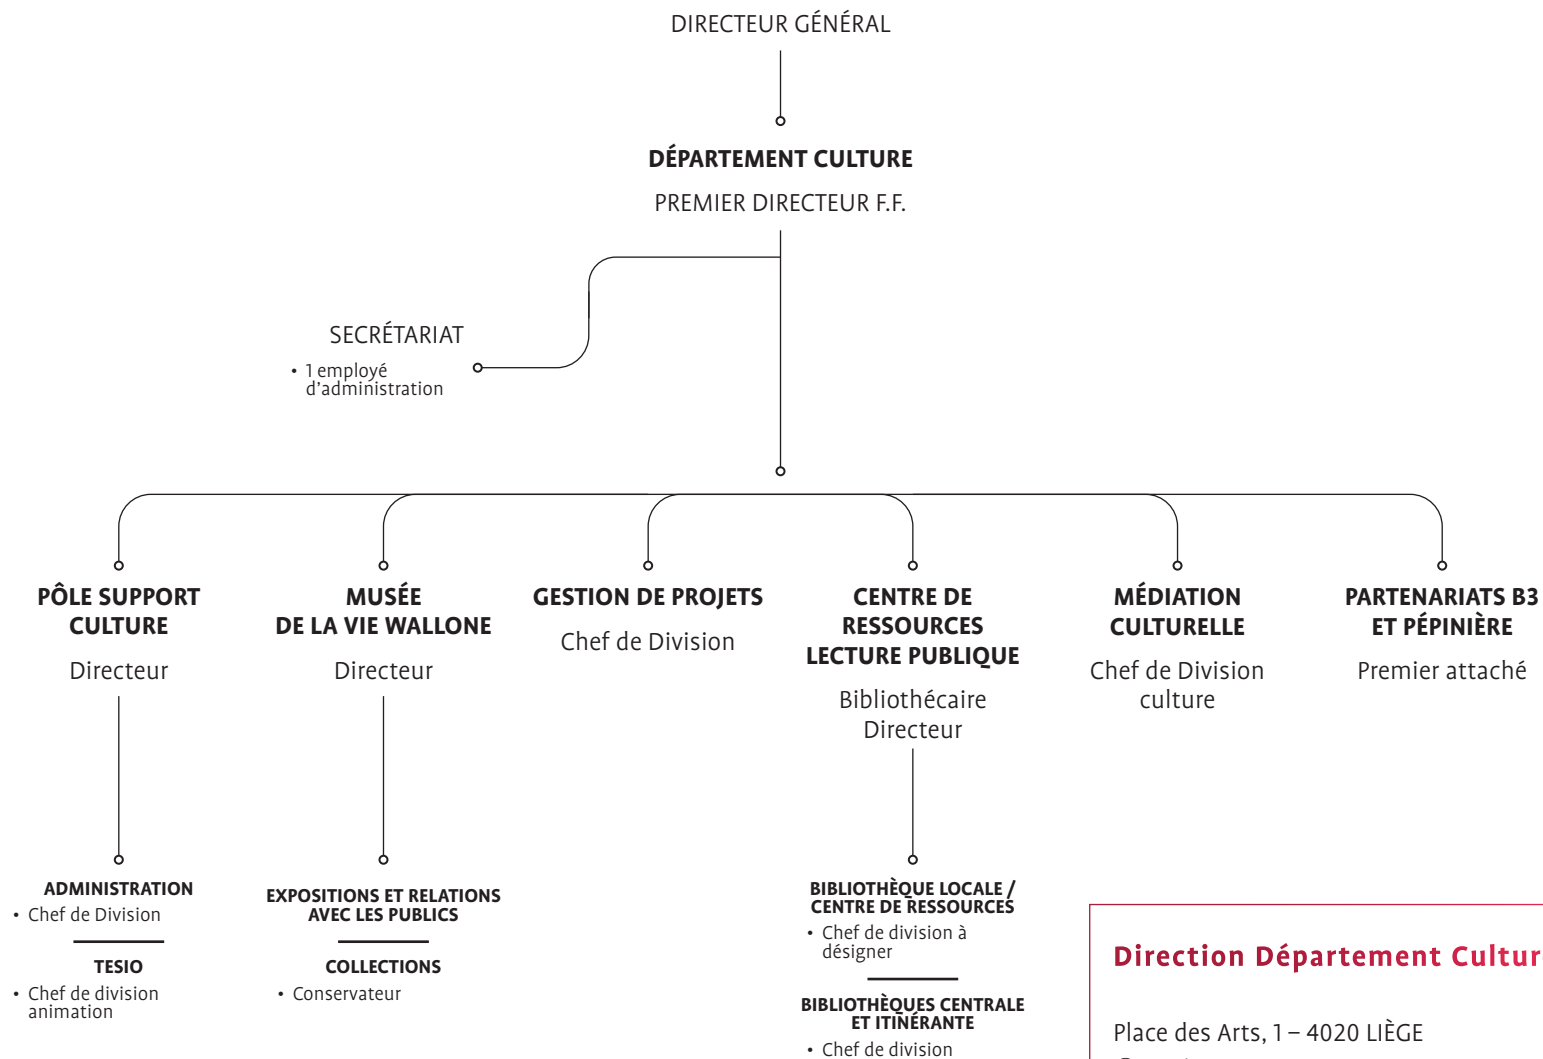 DIRECTEUR GÉNÉRAL
DÉPARTEMENT CULTURE
PREMIER DIRECTEUR F.F.
SECRÉTARIAT
• 1 employé
d'administration
PÔLE SUPPORT
CULTURE
Directeur
MUSÉE
DE LA VIE WALLONE
Directeur
GESTION DE PROJETS
Chef de Division
CENTRE DE
RESSOURCES
LECTURE PUBLIQUE
Bibliothécaire
Directeur
MÉDIATION
CULTURELLE
Chef de Division
culture
PARTENARIATS B3
ET PÉPINIÈRE
Premier attaché
ADMINISTRATION
• Chef de Division
TESIO
• Chef de division
animation
EXPOSITIONS ET RELATIONS
AVEC LES PUBLICS
COLLECTIONS
• Conservateur
BIBLIOTHÈQUE LOCALE /
CENTRE DE RESSOURCES
• Chef de division à
désigner
BIBLIOTHÈQUES CENTRALE
ET ITINÉRANTE
• Chef de division
Direction Département Cultur
Place des Arts, 1 – 4020 LIÈGE